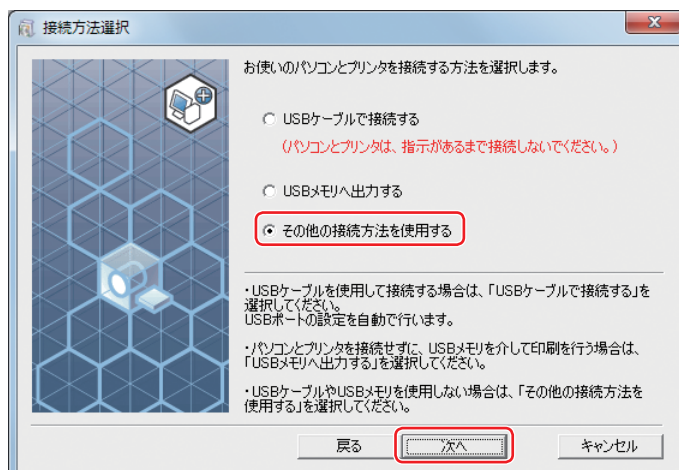 接続方法選択
お使いのパソコンとプリンタを接続する方法を選択します。
USBケーブルで接続する
(パソコンとプリンタは、指示があるまで接続しないでください。)
USBメモリへ出力する
その他の接続方法を使用する
・USBケーブルを使用して接続する場合は、「USBケーブルで接続する」を
選択してください。
USBポートの設定を自動で行います。
・パソコンとプリンタを接続せずに、USBメモリを介して印刷を行う場合は、
「USBメモリへ出力する」を選択してください。
・USBケーブルやUSBメモリを使用しない場合は、「その他の接続方法を
使用する」を選択してください。
戻る
次へ
キャンセル